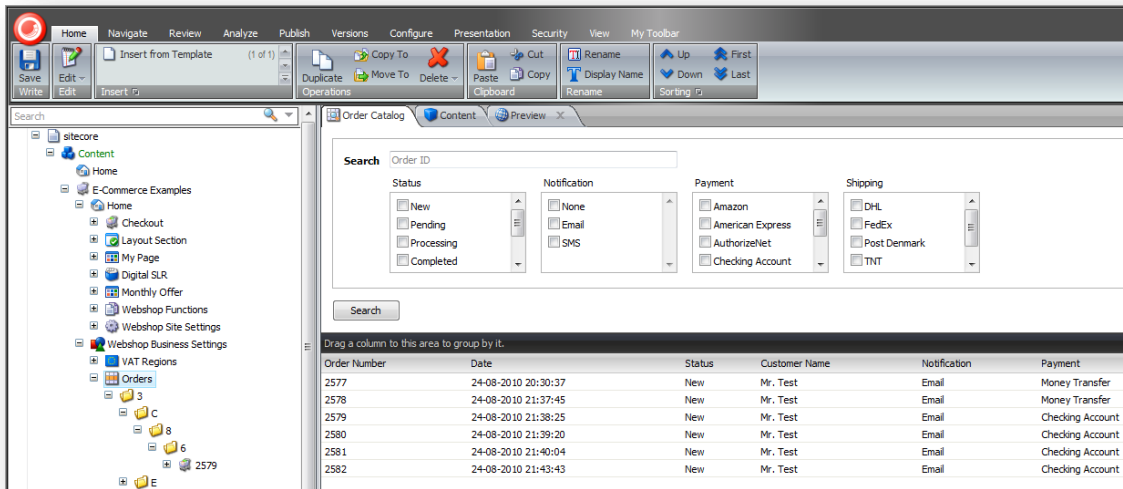 Home Navigate Review Analyze Publish Versions Configure Presentation Security View My Toolbar
Insert from Template (1 of 1) Copy To Cut Rename Up First
Save Edit Duplicate Move To Delete Paste Copy Display Name Down Last
Write Edit Insert Operations Clipboard Rename Sorting
Search
Order Catalog Content Preview X
sitecore
Content
Home
E-Commerce Examples
Home
Checkout
Layout Section
My Page
Digital SLR
Monthly Offer
Webshop Functions
Webshop Site Settings
Webshop Business Settings
VAT Regions
Orders
3
C
8
6
2579
E
Search Order ID
Status Notification Payment Shipping
New None Amazon DHL
Pending Email American Express FedEx
Processing SMS AuthorizeNet Post Denmark
Completed Checking Account TNT
Search
Drag a column to this area to group by it.
Order Number Date Status Customer Name Notification Payment
2577 24-08-2010 20:30:37 New Mr. Test Email Money Transfer
2578 24-08-2010 21:37:45 New Mr. Test Email Money Transfer
2579 24-08-2010 21:38:25 New Mr. Test Email Checking Account
2580 24-08-2010 21:39:20 New Mr. Test Email Checking Account
2581 24-08-2010 21:40:04 New Mr. Test Email Checking Account
2582 24-08-2010 21:43:43 New Mr. Test Email Checking Account